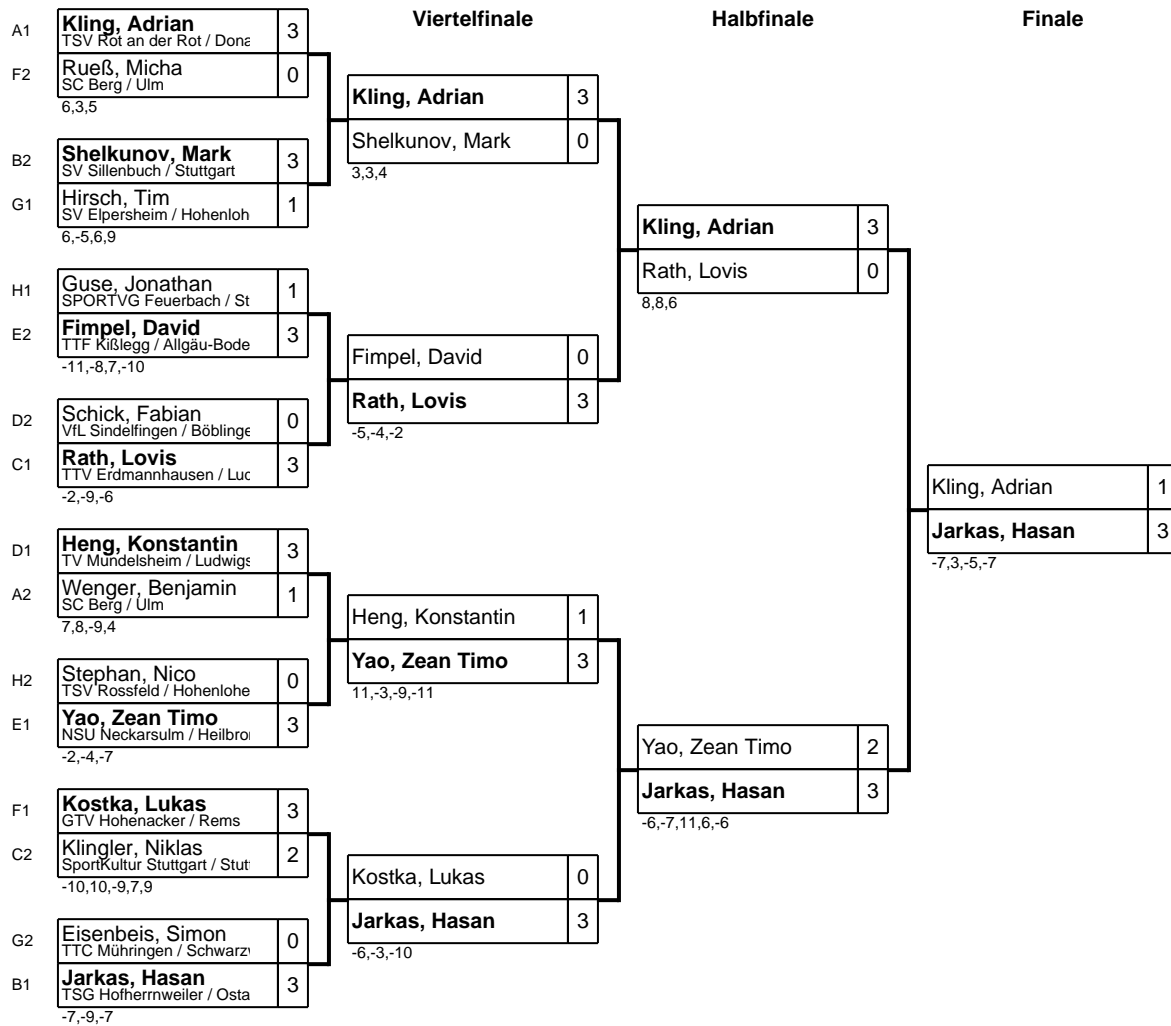 Viertelfinale
Halbfinale
Finale
A1
Kling, Adrian
3
TSV Rot an der Rot / Dona
F2
Rueß, Micha
0
SC Berg / Ulm
6,3,5
B2
Shelkunov, Mark
3
SV Sillenbuch / Stuttgart
G1
Hirsch, Tim
1
SV Elpersheim / Hohenloh
6,-5,6,9
H1
Guse, Jonathan
1
SPORTVG Feuerbach / St
E2
Fimpel, David
3
TTF Kißlegg / Allgäu-Bode
-11,-8,7,-10
D2
Schick, Fabian
0
VfL Sindelfingen / Böblinge
C1
Rath, Lovis
3
TTV Erdmannhausen / Luc
-2,-9,-6
D1
Heng, Konstantin
3
TV Mundelsheim / Ludwigs
A2
Wenger, Benjamin
1
SC Berg / Ulm
7,8,-9,4
H2
Stephan, Nico
0
TSV Rossfeld / Hohenlohe
E1
Yao, Zean Timo
3
NSU Neckarsulm / Heilbro
-2,-4,-7
F1
Kostka, Lukas
3
GTV Hohenacker / Rems
C2
Klingler, Niklas
2
SportKultur Stuttgart / Stut
-10,10,-9,7,9
G2
Eisenbeis, Simon
0
TTC Mühringen / Schwarz
B1
Jarkas, Hasan
3
TSG Hofherrnweiler / Osta
-7,-9,-7
Kling, Adrian
3
Shelkunov, Mark
0
3,3,4
Fimpel, David
0
Rath, Lovis
3
-5,-4,-2
Heng, Konstantin
1
Yao, Zean Timo
3
11,-3,-9,-11
Kostka, Lukas
0
Jarkas, Hasan
3
-6,-3,-10
Kling, Adrian
3
Rath, Lovis
0
8,8,6
Yao, Zean Timo
2
Jarkas, Hasan
3
-6,-7,11,6,-6
Kling, Adrian
1
Jarkas, Hasan
3
-7,3,-5,-7